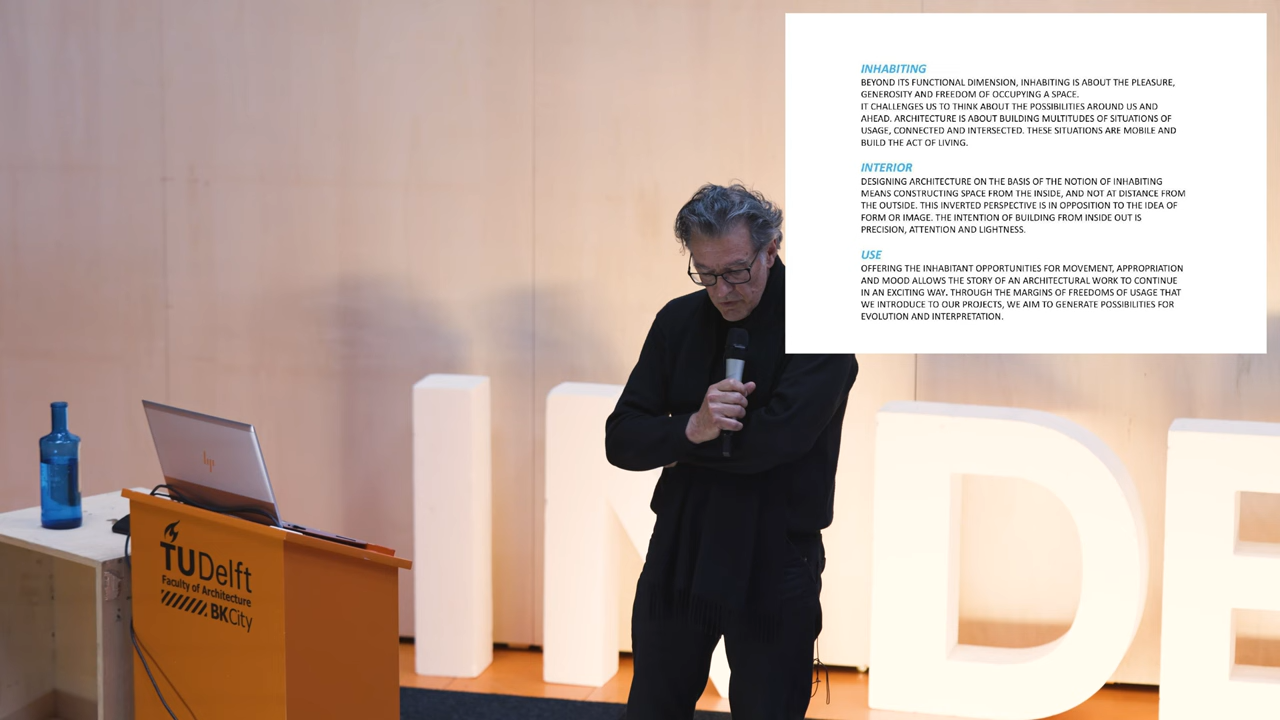 INHABITING
BEYOND ITS FUNCTIONAL DIMENSION, INHABITING IS ABOUT THE PLEASURE,
GENEROSITY AND FREEDOM OF OCCUPYING A SPACE.
IT CHALLENGES US TO THINK ABOUT THE POSSIBILITIES AROUND US AND
AHEAD. ARCHITECTURE IS ABOUT BUILDING MULTITUDES OF SITUATIONS OF
USAGE, CONNECTED AND INTERSECTED. THESE SITUATIONS ARE MOBILE AND
BUILD THE ACT OF LIVING.
INTERIOR
DESIGNING ARCHITECTURE ON THE BASIS OF THE NOTION OF INHABITING
MEANS CONSTRUCTING SPACE FROM THE INSIDE, AND NOT AT DISTANCE FROM
THE OUTSIDE. THIS INVERTED PERSPECTIVE IS IN OPPOSITION TO THE IDEA OF
FORM OR IMAGE. THE INTENTION OF BUILDING FROM INSIDE OUT IS
PRECISION, ATTENTION AND LIGHTNESS.
USE
OFFERING THE INHABITANT OPPORTUNITIES FOR MOVEMENT, APPROPRIATION
AND MOOD ALLOWS THE STORY OF AN ARCHITECTURAL WORK TO CONTINUE
IN AN EXCITING WAY. THROUGH THE MARGINS OF FREEDOMS OF USAGE THAT
WE INTRODUCE TO OUR PROJECTS, WE AIM TO GENERATE POSSIBILITIES FOR
EVOLUTION AND INTERPRETATION.
hp
TUDelft
Faculty of Architecture
BKCity
INDE